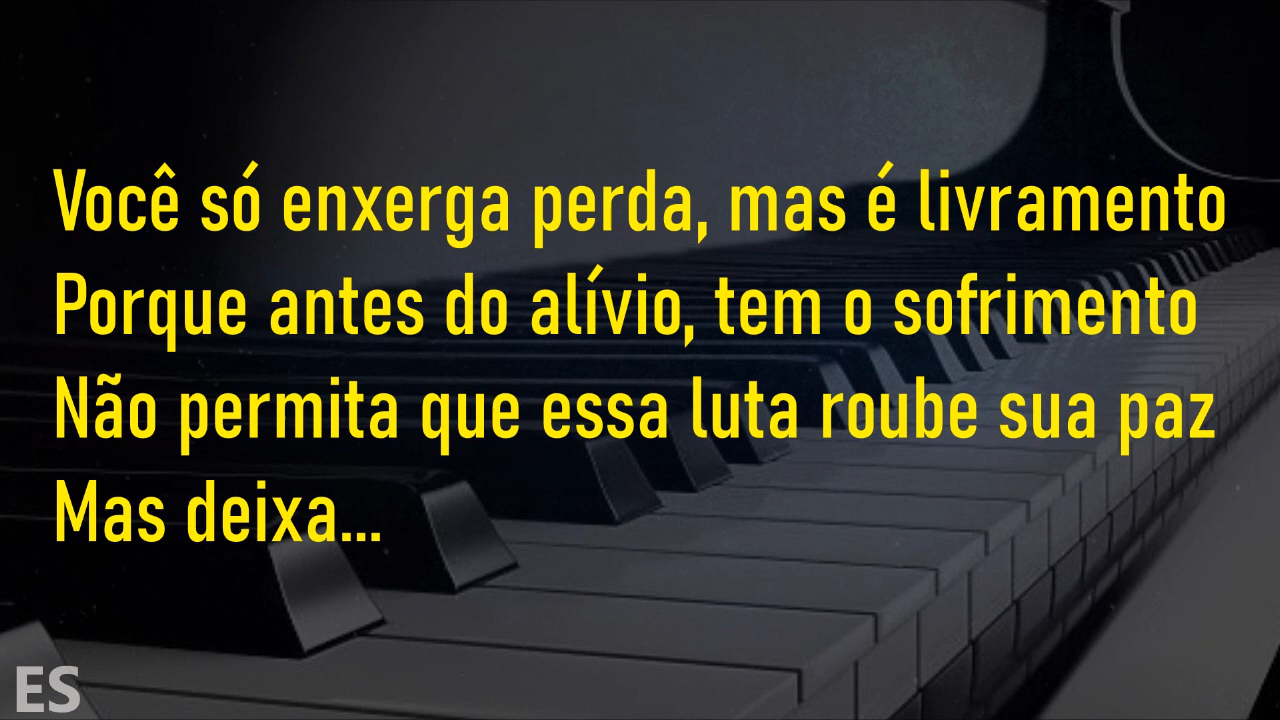 Você só enxerga perda, mas é livramento
Porque antes do alívio, tem o sofrimento
Não permita que essa luta roube sua paz
Mas deixa...
ES